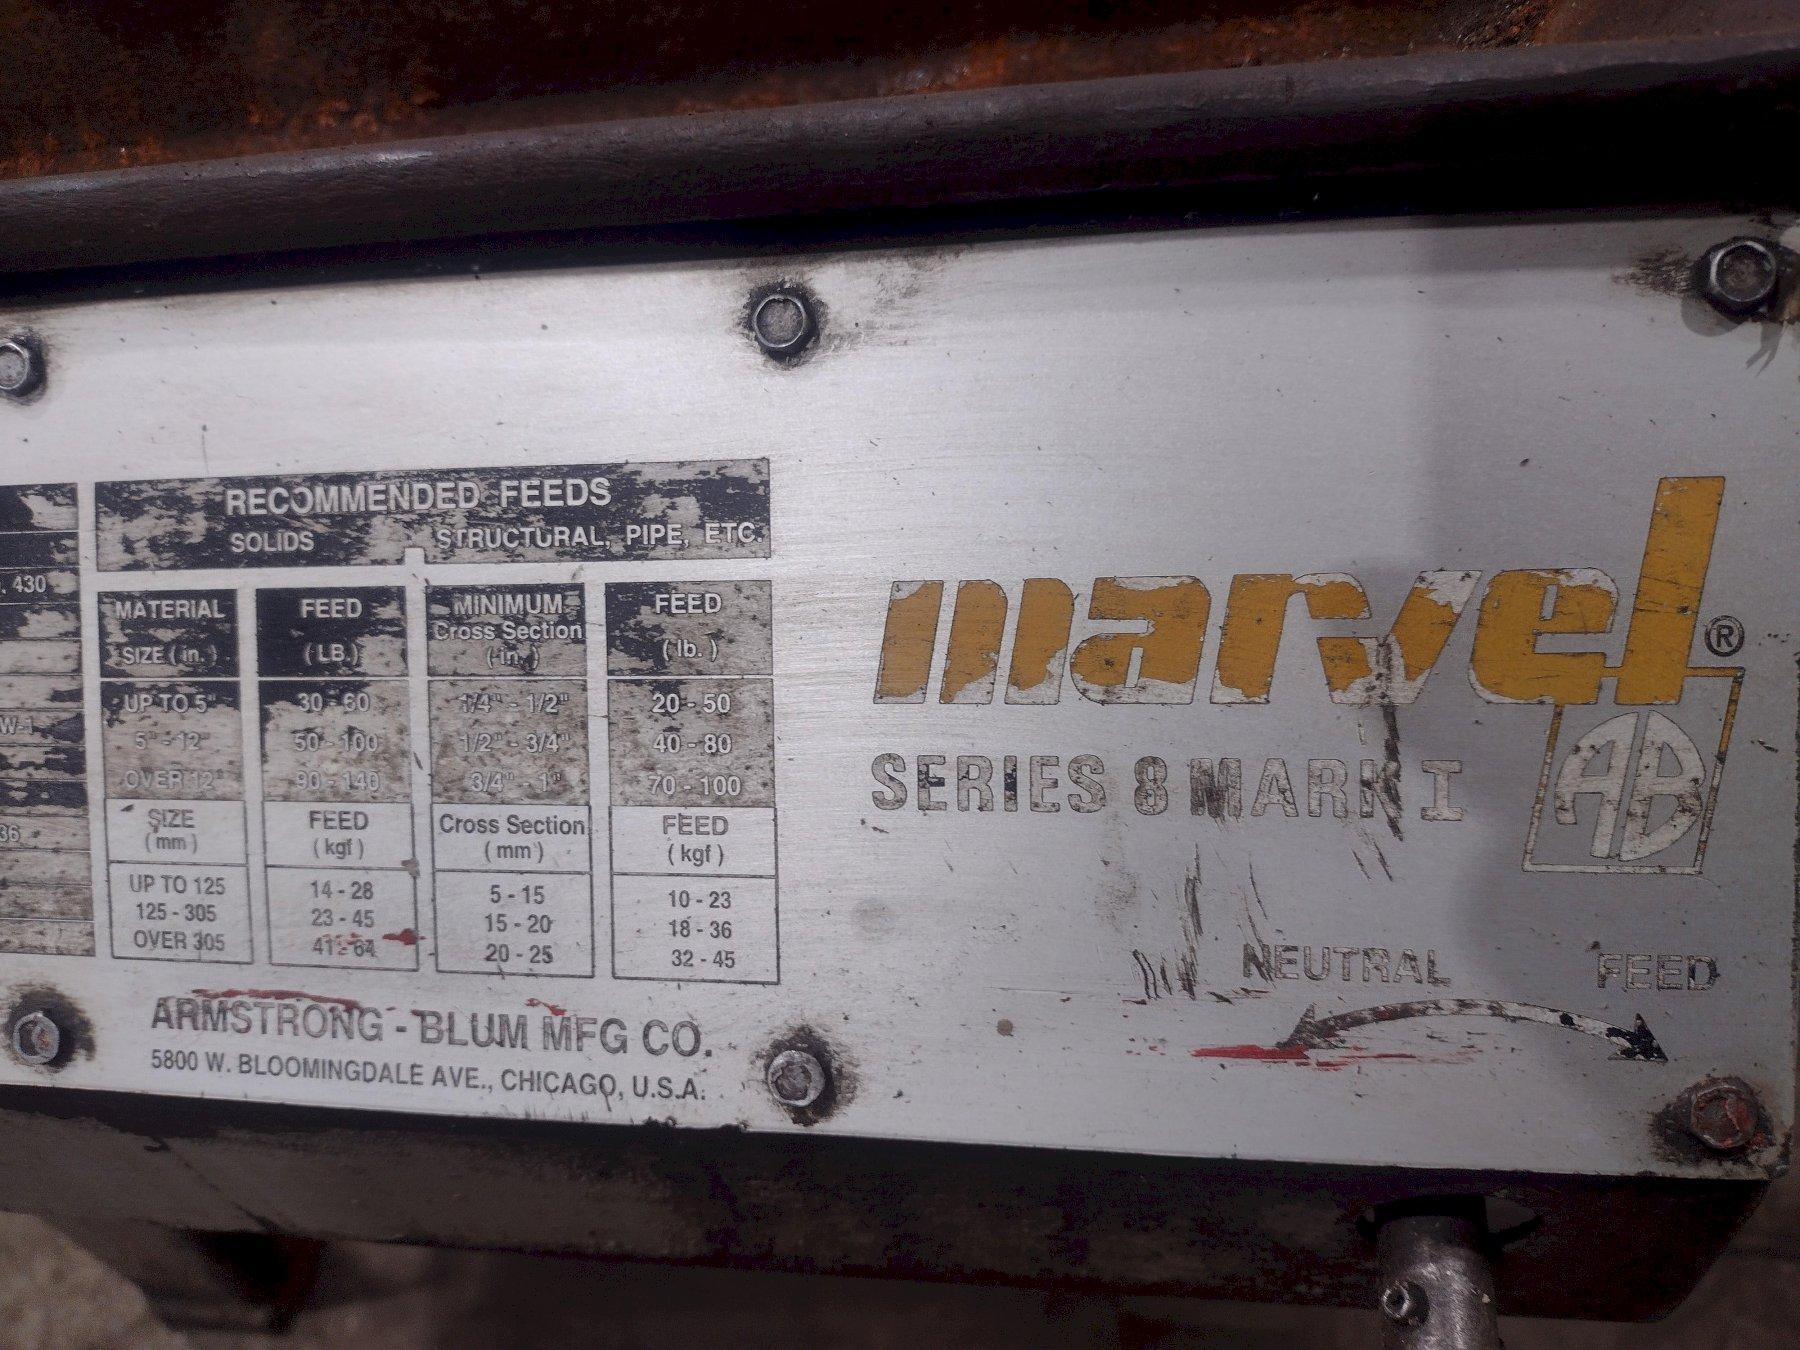 . 430
W-1
36
RECOMMENDED FEEDS
SOLIDS STRUCTURAL, PIPE, ETC.
MATERIAL FEED MINIMUM FEED
SIZE (in.) (LB.) Cross Section (in.) (lb.)
UP TO 5" 30 - 60 1/4" - 1/2" 20 - 50
5" - 12" 50 - 100 1/2" - 3/4" 40 - 80
OVER 12" 90 - 140 3/4" - 1" 70 - 100
SIZE FEED Cross Section FEED
(mm) (kgf) (mm) (kgf)
UP TO 125 14 - 28 5 - 15 10 - 23
125 - 305 23 - 45 15 - 20 18 - 36
OVER 305 41 - 64 20 - 25 32 - 45
ARMSTRONG - BLUM MFG CO.
5800 W. BLOOMINGDALE AVE., CHICAGO, U.S.A.
marvel ®
AB
SERIES 8 MARK I
NEUTRAL FEED